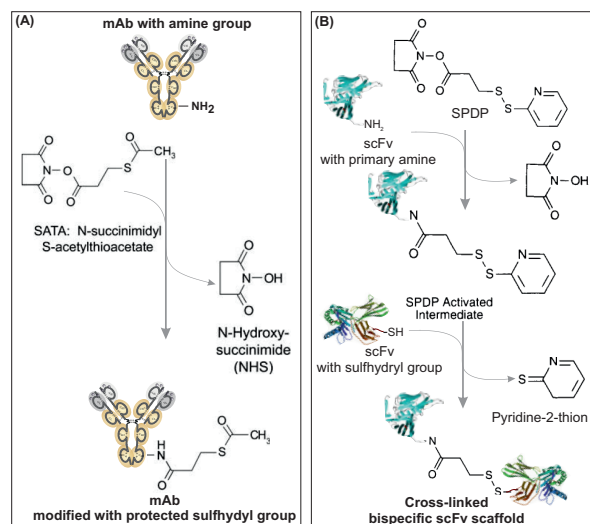 (A)
mAb with amine group
NH2
O
N
O
O
O
S
O
CH3
SATA: N-succinimidyl
S-acetylthioacetate
O
N
OH
O
N-Hydroxy-
succinimide
(NHS)
NH
O
S
O
CH3
mAb
modified with protected sulfhydyl group
(B)
O
N
O
O
O
S
S
N
SPDP
NH2
scFv
with primary amine
O
N
OH
O
N
O
S
S
N
SPDP Activated
Intermediate
SH
scFv
with sulfhydryl group
S
N
Pyridine-2-thion
N
O
S
S
Cross-linked
bispecific scFv scaffold